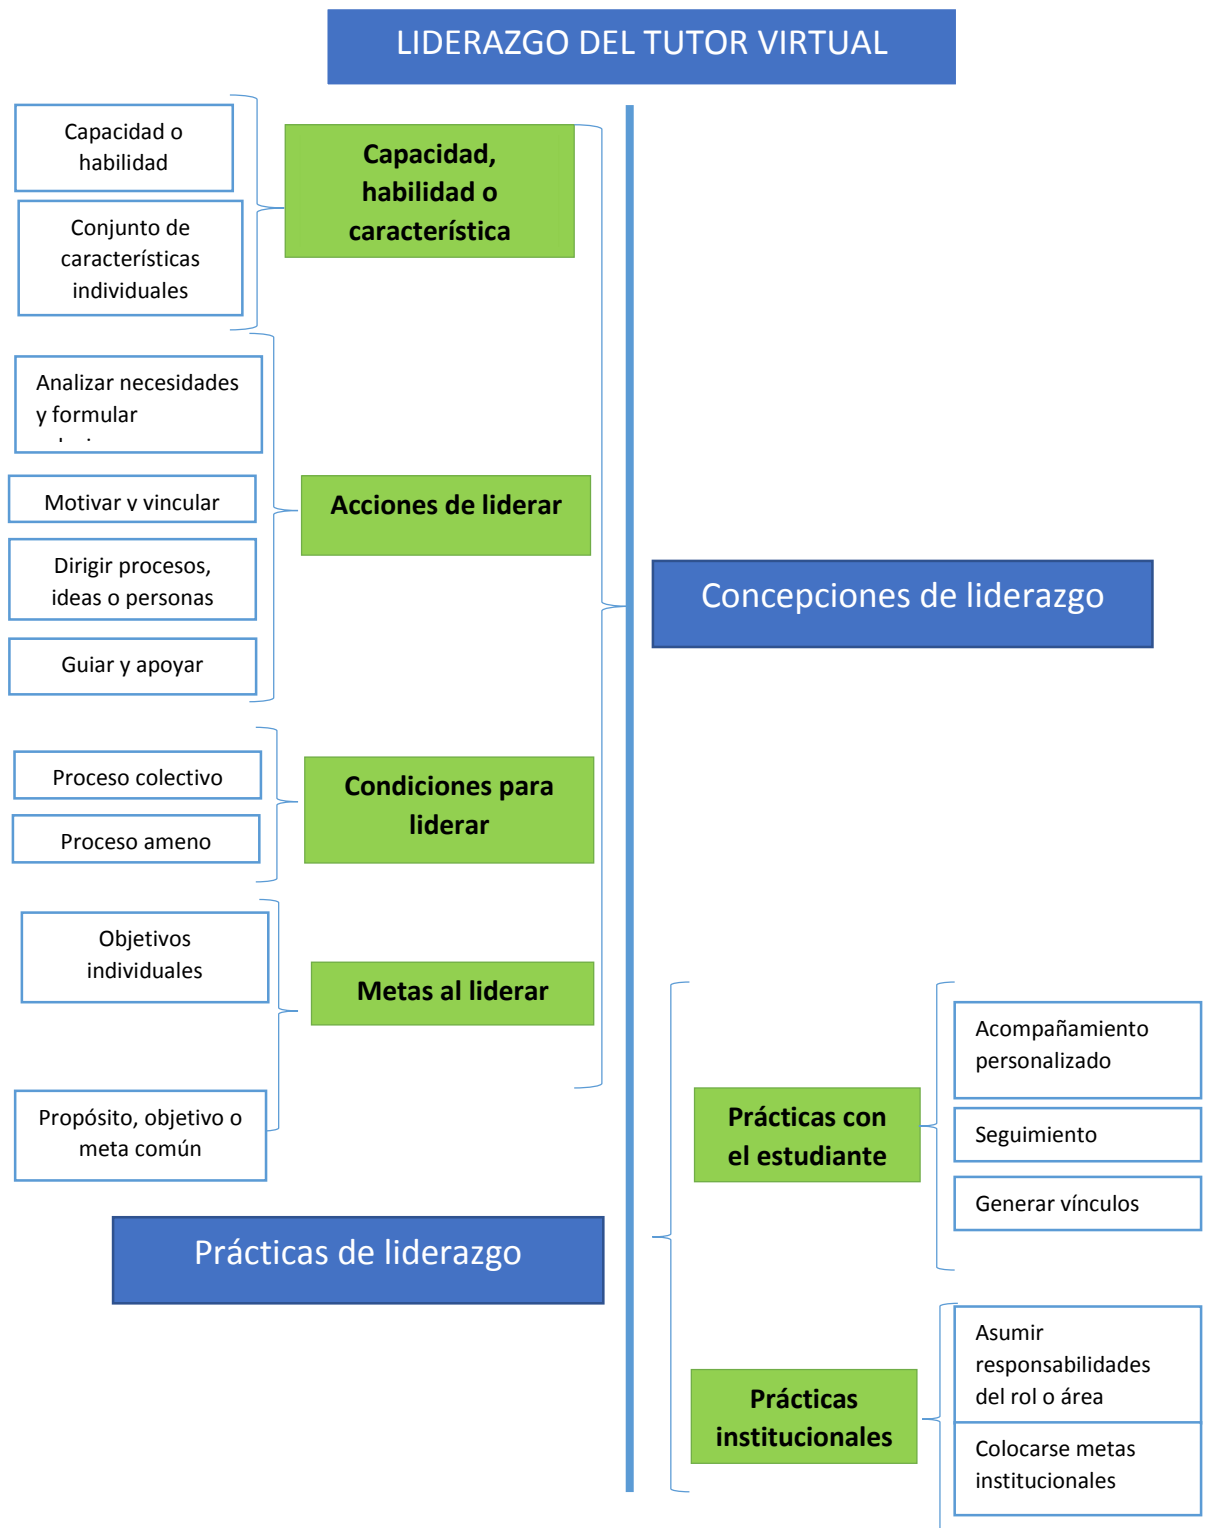 LIDERAZGO DEL TUTOR VIRTUAL
Capacidad o
habilidad
Conjunto de
características
individuales
Capacidad,
habilidad o
característica
Analizar necesidades
y formular
Motivar y vincular
Dirigir procesos,
ideas o personas
Guiar y apoyar
Acciones de liderar
Concepciones de liderazgo
Proceso colectivo
Proceso ameno
Condiciones para
liderar
Objetivos
individuales
Propósito, objetivo o
meta común
Metas al liderar
Prácticas de liderazgo
Prácticas con
el estudiante
Acompañamiento
personalizado
Seguimiento
Generar vínculos
Prácticas
institucionales
Asumir
responsabilidades
del rol o área
Colocarse metas
institucionales